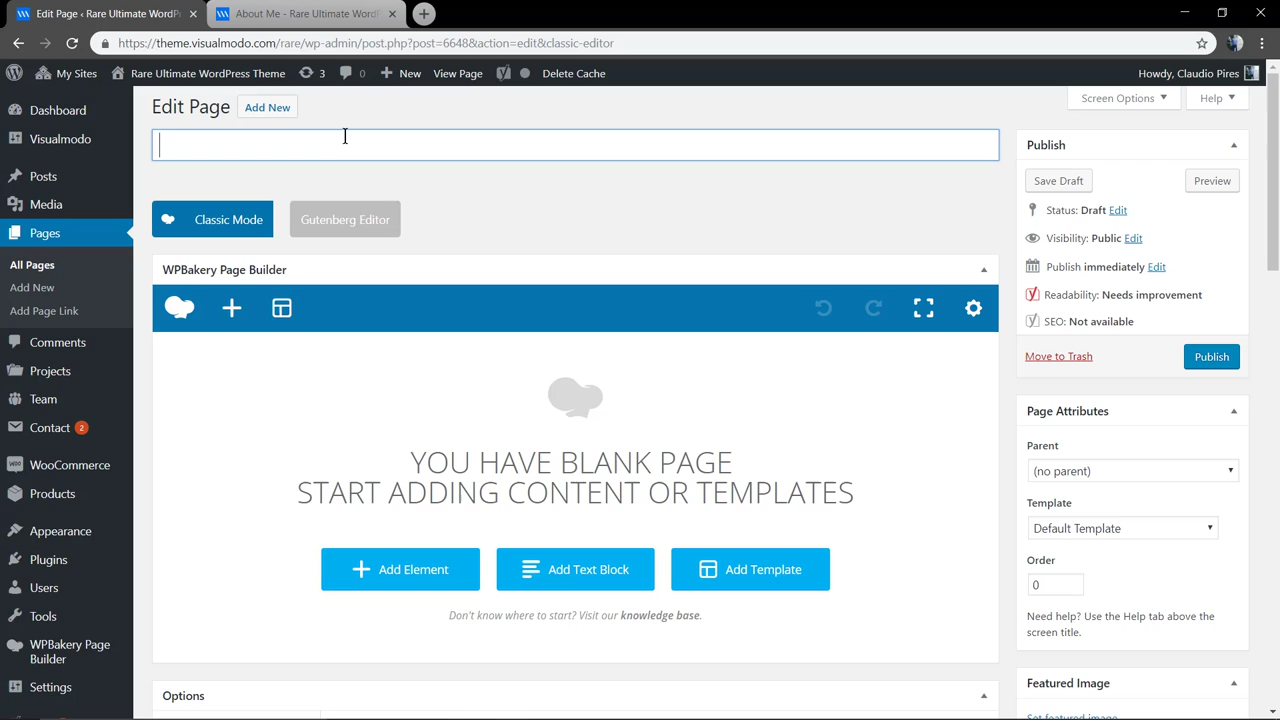 Edit Page ‹ Rare Ultimate WordPr
About Me - Rare Ultimate WordP
https://theme.visualmodo.com/rare/wp-admin/post.php?post=6648&action=edit&classic-editor
My Sites
Rare Ultimate WordPress Theme
3
0
New
View Page
Delete Cache
Howdy, Claudio Pires
Dashboard
Visualmodo
Posts
Media
Pages
All Pages
Add New
Add Page Link
Comments
Projects
Team
Contact 2
WooCommerce
Products
Appearance
Plugins
Users
Tools
WPBakery Page
Builder
Settings
Edit Page
Add New
Screen Options
Help
Classic Mode
Gutenberg Editor
WPBakery Page Builder
YOU HAVE BLANK PAGE
START ADDING CONTENT OR TEMPLATES
Add Element
Add Text Block
Add Template
Don't know where to start? Visit our knowledge base.
Options
Publish
Save Draft
Preview
Status: Draft Edit
Visibility: Public Edit
Publish immediately Edit
Readability: Needs improvement
SEO: Not available
Move to Trash
Publish
Page Attributes
Parent
(no parent)
Template
Default Template
Order
0
Need help? Use the Help tab above the
screen title.
Featured Image
Set featured image